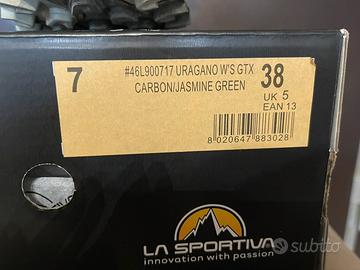 7
#46L900717 URAGANO W'S GTX
CARBON/JASMINE GREEN
38
UK 5
EAN 13
8 020647 883028
LA SPORTIVA
innovation with passion
subito